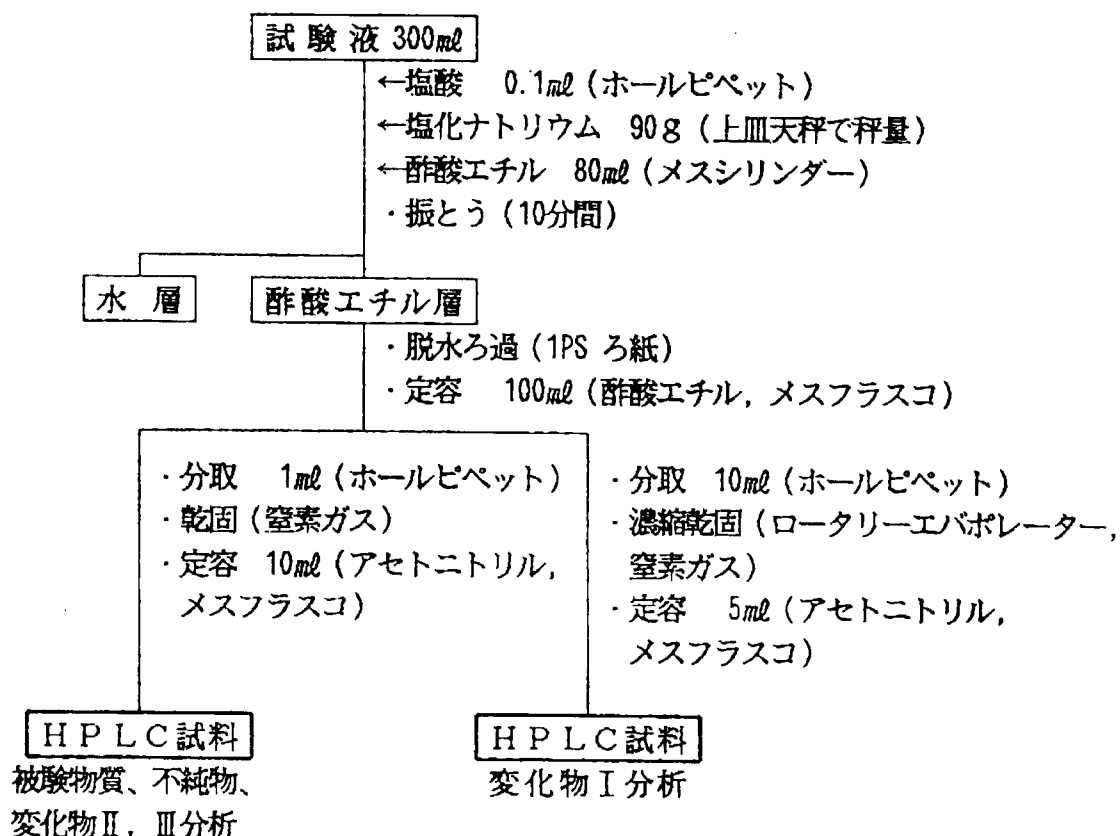 試験液 300㎖
←塩酸 0.1㎖ (ホールピペット)
←塩化ナトリウム 90g (上皿天秤で秤量)
←酢酸エチル 80㎖ (メスシリンダー)
・振とう (10分間)
水層
酢酸エチル層
・脱水ろ過 (1PS ろ紙)
・定容 100㎖ (酢酸エチル, メスフラスコ)
・分取 1㎖ (ホールピペット)
・乾固 (窒素ガス)
・定容 10㎖ (アセトニトリル,
メスフラスコ)
・分取 10㎖ (ホールピペット)
・濃縮乾固 (ロータリーエバポレーター,
窒素ガス)
・定容 5㎖ (アセトニトリル,
メスフラスコ)
HPLC試料
被験物質、不純物、
変化物Ⅱ, Ⅲ分析
HPLC試料
変化物Ⅰ分析